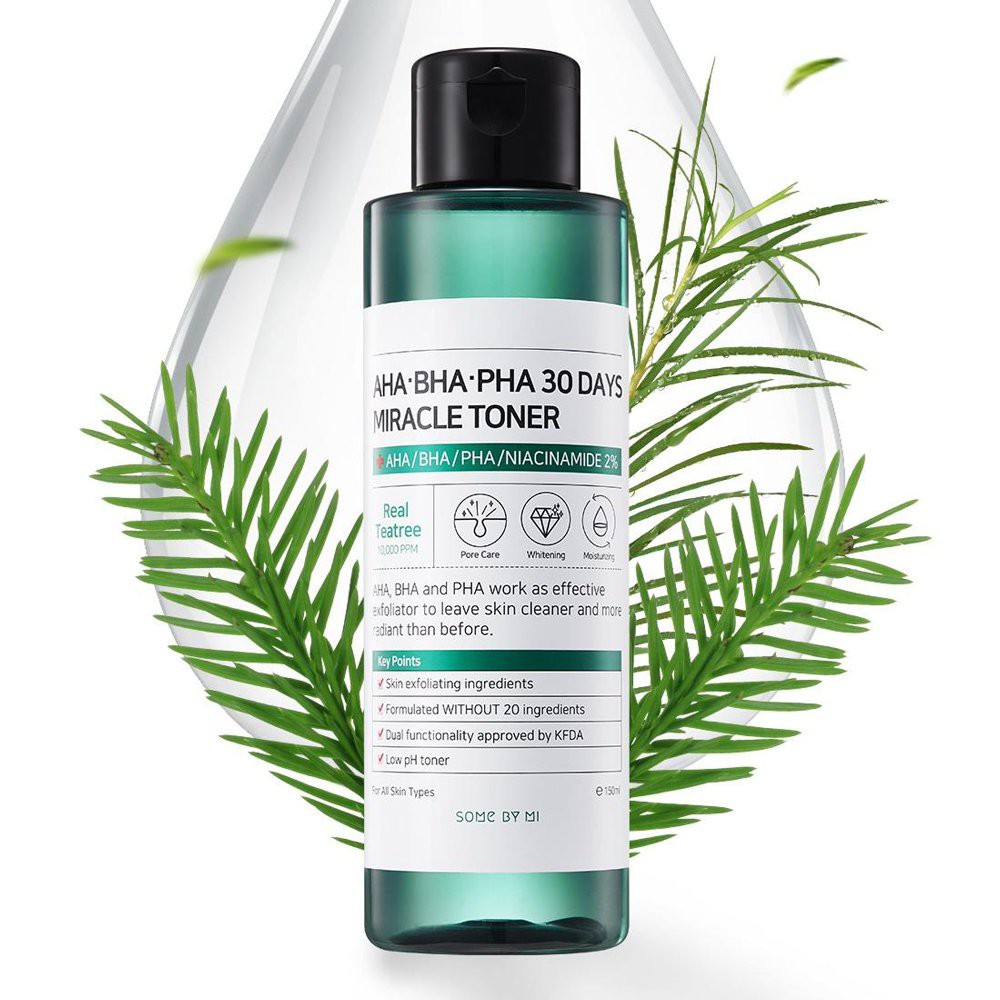 AHA·BHA·PHA 30 DAYS
MIRACLE TONER
+ AHA/BHA/PHA/NIACINAMIDE 2%
Real
Teatree
10,000 PPM
Pore Care
Whitening
Moisturizing
AHA, BHA and PHA work as effective
exfoliator to leave skin cleaner and more
radiant than before.
Key Points
✓ Skin exfoliating ingredients
✓ Formulated WITHOUT 20 ingredients
✓ Dual functionality approved by KFDA
✓ Low pH toner
For All Skin Types
℮ 150ml
SOME BY MI